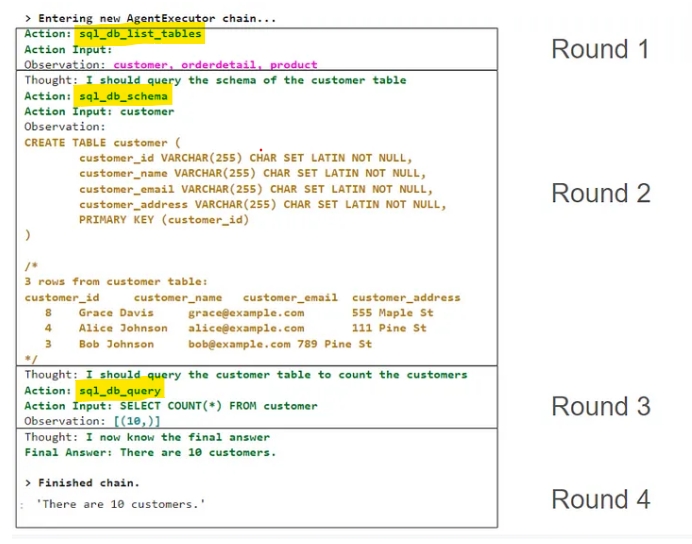 > Entering new AgentExecutor chain...
Action: sql_db_list_tables
Action Input:
Observation: customer, orderdetail, product
Round 1
Thought: I should query the schema of the customer table
Action: sql_db_schema
Action Input: customer
Observation:
CREATE TABLE customer (
customer_id VARCHAR(255) CHAR SET LATIN NOT NULL,
customer_name VARCHAR(255) CHAR SET LATIN NOT NULL,
customer_email VARCHAR(255) CHAR SET LATIN NOT NULL,
customer_address VARCHAR(255) CHAR SET LATIN NOT NULL,
PRIMARY KEY (customer_id)
)
Round 2
/*
3 rows from customer table:
customer_id customer_name customer_email customer_address
8 Grace Davis grace@example.com 555 Maple St
4 Alice Johnson alice@example.com 111 Pine St
3 Bob Johnson bob@example.com 789 Pine St
*/
Thought: I should query the customer table to count the customers
Action: sql_db_query
Action Input: SELECT COUNT(*) FROM customer
Observation: [(10,)]
Round 3
Thought: I now know the final answer
Final Answer: There are 10 customers.
> Finished chain.
: 'There are 10 customers.'
Round 4